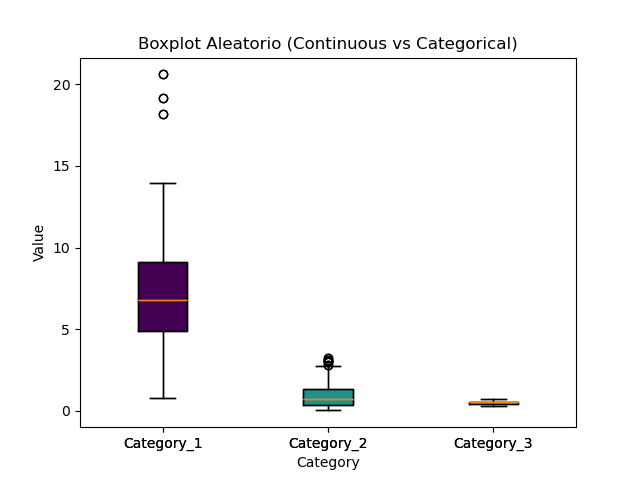 Boxplot Aleatorio (Continuous vs Categorical)
20
15
10
5
0
Value
Category_1
Category_2
Category_3
Category